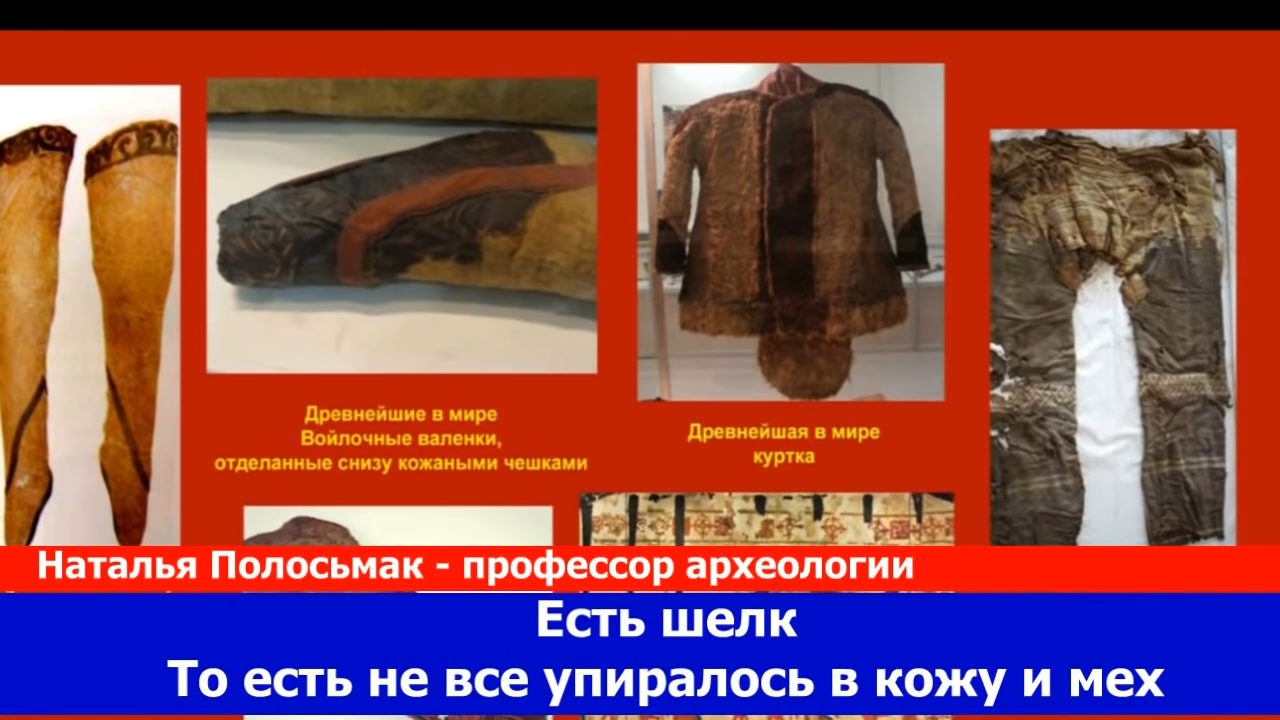 Древнейшие в мире
Войлочные валенки,
отделанные снизу кожаными чешками
Древнейшая в мире
куртка
Наталья Полосьмак - профессор археологии
Есть шелк
То есть не все упиралось в кожу и мех